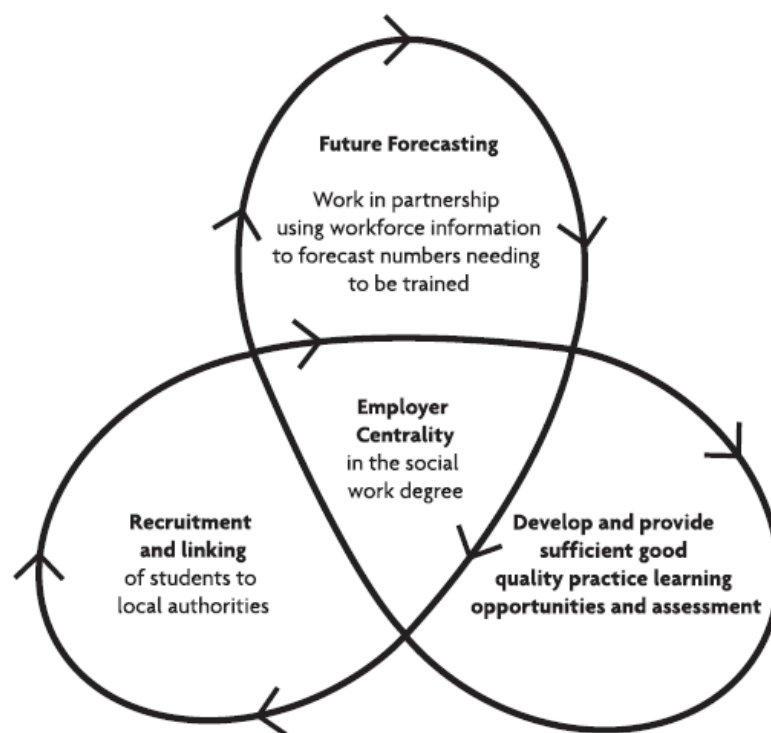 Future Forecasting
Work in partnership
using workforce information
to forecast numbers needing
to be trained
Employer
Centrality
in the social
work degree
Recruitment
and linking
of students to
local authorities
Develop and provide
sufficient good
quality practice learning
opportunities and assessment